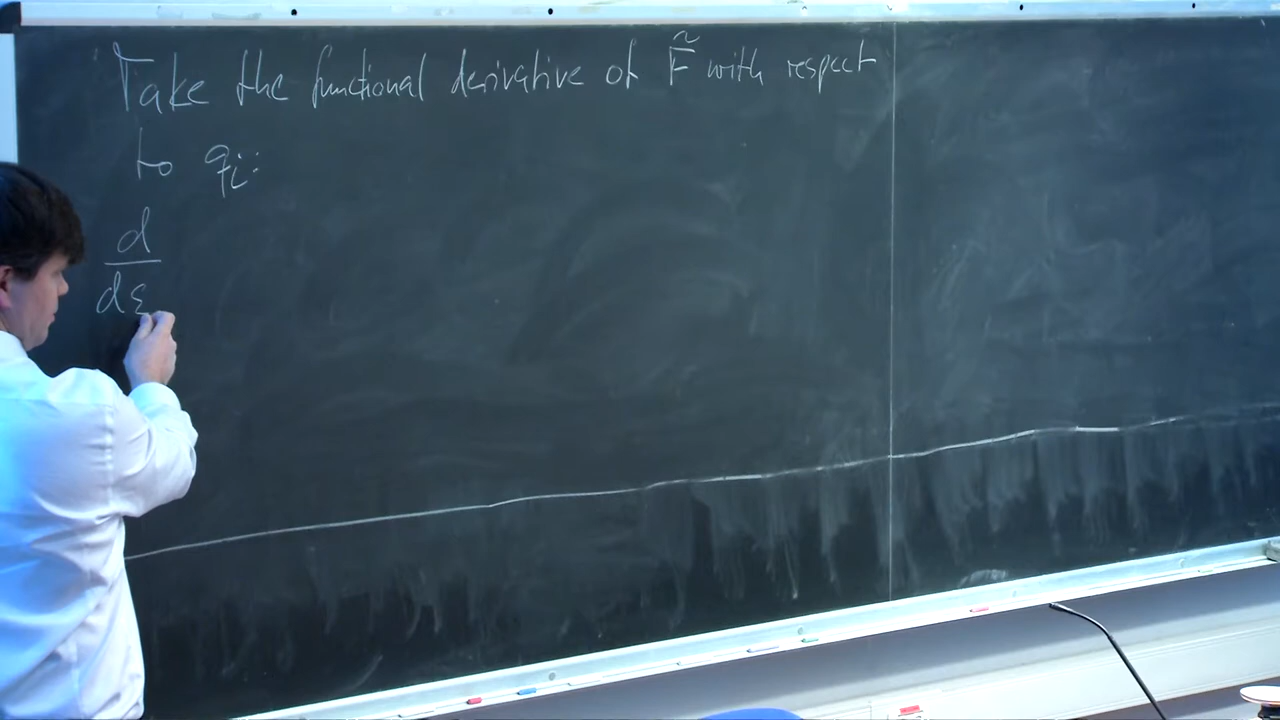 Take the functional derivative of F̃ with respect
to qᵢ:
d
dε